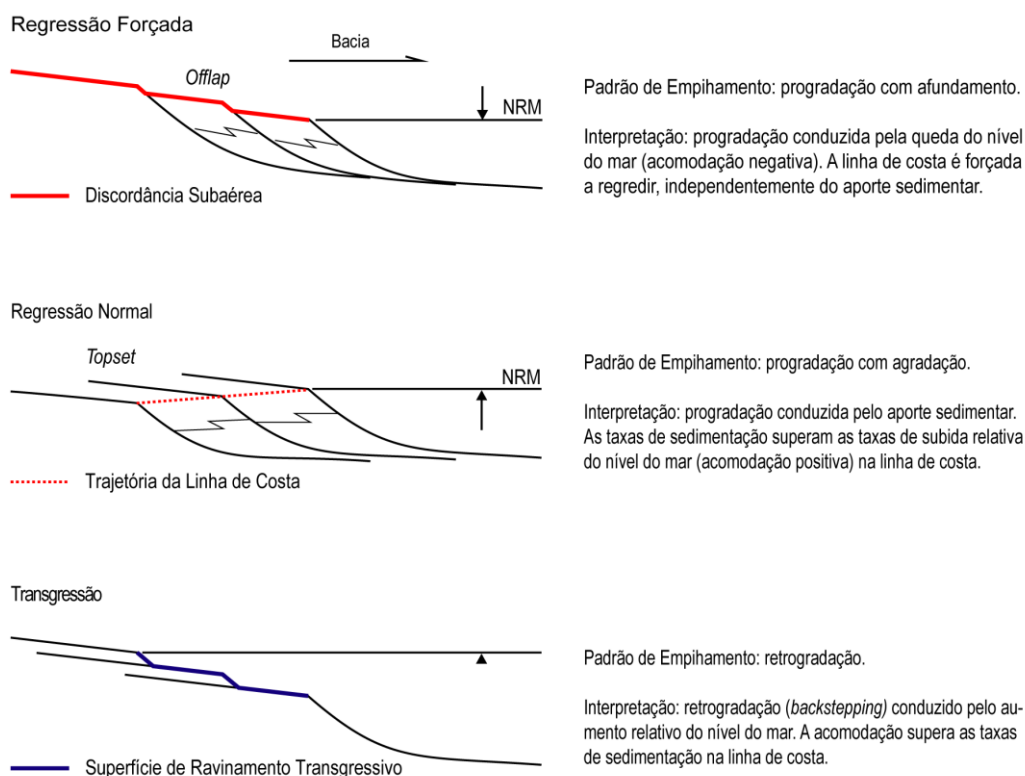 Regressão Forçada
Bacia
Offlap
NRM
Discordância Subaérea
Padrão de Empihamento: progradação com afundamento.
Interpretação: progradação conduzida pela queda do nível
do mar (acomodação negativa). A linha de costa é forçada
a regredir, independentemente do aporte sedimentar.
Regressão Normal
Topset
NRM
Trajetória da Linha de Costa
Padrão de Empihamento: progradação com agradação.
Interpretação: progradação conduzida pelo aporte sedimentar.
As taxas de sedimentação superam as taxas de subida relativa
do nível do mar (acomodação positiva) na linha de costa.
Transgressão
Superfície de Ravinamento Transgressivo
Padrão de Empihamento: retrogradação.
Interpretação: retrogradação (backstepping) conduzido pelo au-
mento relativo do nível do mar. A acomodação supera as taxas
de sedimentação na linha de costa.